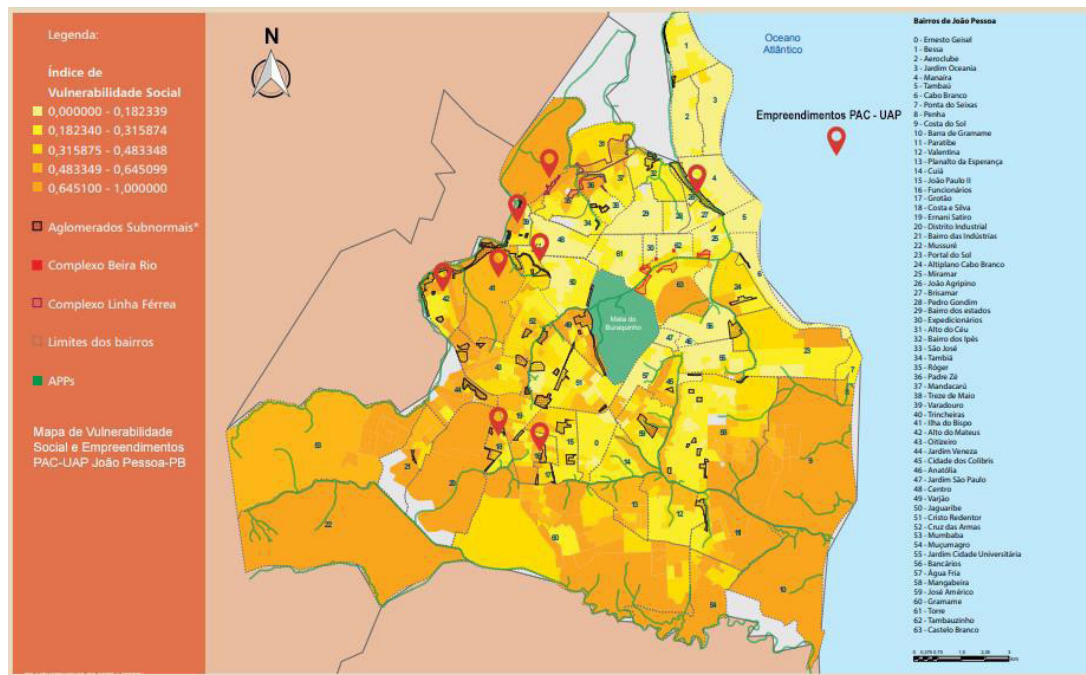 Legenda:
Índice de
Vulnerabilidade Social
0,000000 - 0,182339
0,182340 - 0,315874
0,315875 - 0,483348
0,483349 - 0,645099
0,645100 - 1,000000
Aglomerados Subnormais*
Complexo Beira Rio
Complexo Linha Férrea
Limites dos bairros
APPs
Mapa de Vulnerabilidade
Social e Empreendimentos
PAC-UAP João Pessoa-PB
N
Oceano
Atlântico
Empreendimentos PAC - UAP
Mata do
Buraquinho
Bairros de João Pessoa
0 - Ernesto Geisel
1 - Bessa
2 - Aeroclube
3 - Jardim Oceania
4 - Manaíra
5 - Tambaú
6 - Cabo Branco
7 - Ponta do Seixas
8 - Penha
9 - Costa do Sol
10 - Barra de Gramame
11 - Paratibe
12 - Valentina
13 - Planalto da Esperança
14 - Cuiá
15 - João Paulo II
16 - Funcionários
17 - Grotão
18 - Costa e Silva
19 - Ernani Satiro
20 - Distrito Industrial
21 - Bairro das Indústrias
22 - Mussuré
23 - Portal do Sol
24 - Altiplano Cabo Branco
25 - Miramar
26 - João Agripino
27 - Brisamar
28 - Pedro Gondim
29 - Bairro dos estados
30 - Expedicionários
31 - Alto do Céu
32 - Bairro dos Ipês
33 - São José
34 - Tambiá
35 - Róger
36 - Padre Zé
37 - Mandacarú
38 - Treze de Maio
39 - Varadouro
40 - Trincheiras
41 - Ilha do Bispo
42 - Alto do Mateus
43 - Oitizeiro
44 - Jardim Veneza
45 - Cidade dos Colibris
46 - Anatólia
47 - Jardim São Paulo
48 - Centro
49 - Varjão
50 - Jaguaribe
51 - Cristo Redentor
52 - Cruz das Armas
53 - Mumbaba
54 - Muçumagro
55 - Jardim Cidade Universitária
56 - Bancários
57 - Água Fria
58 - Mangabeira
59 - José Américo
60 - Gramame
61 - Torre
62 - Tambauzinho
63 - Castelo Branco